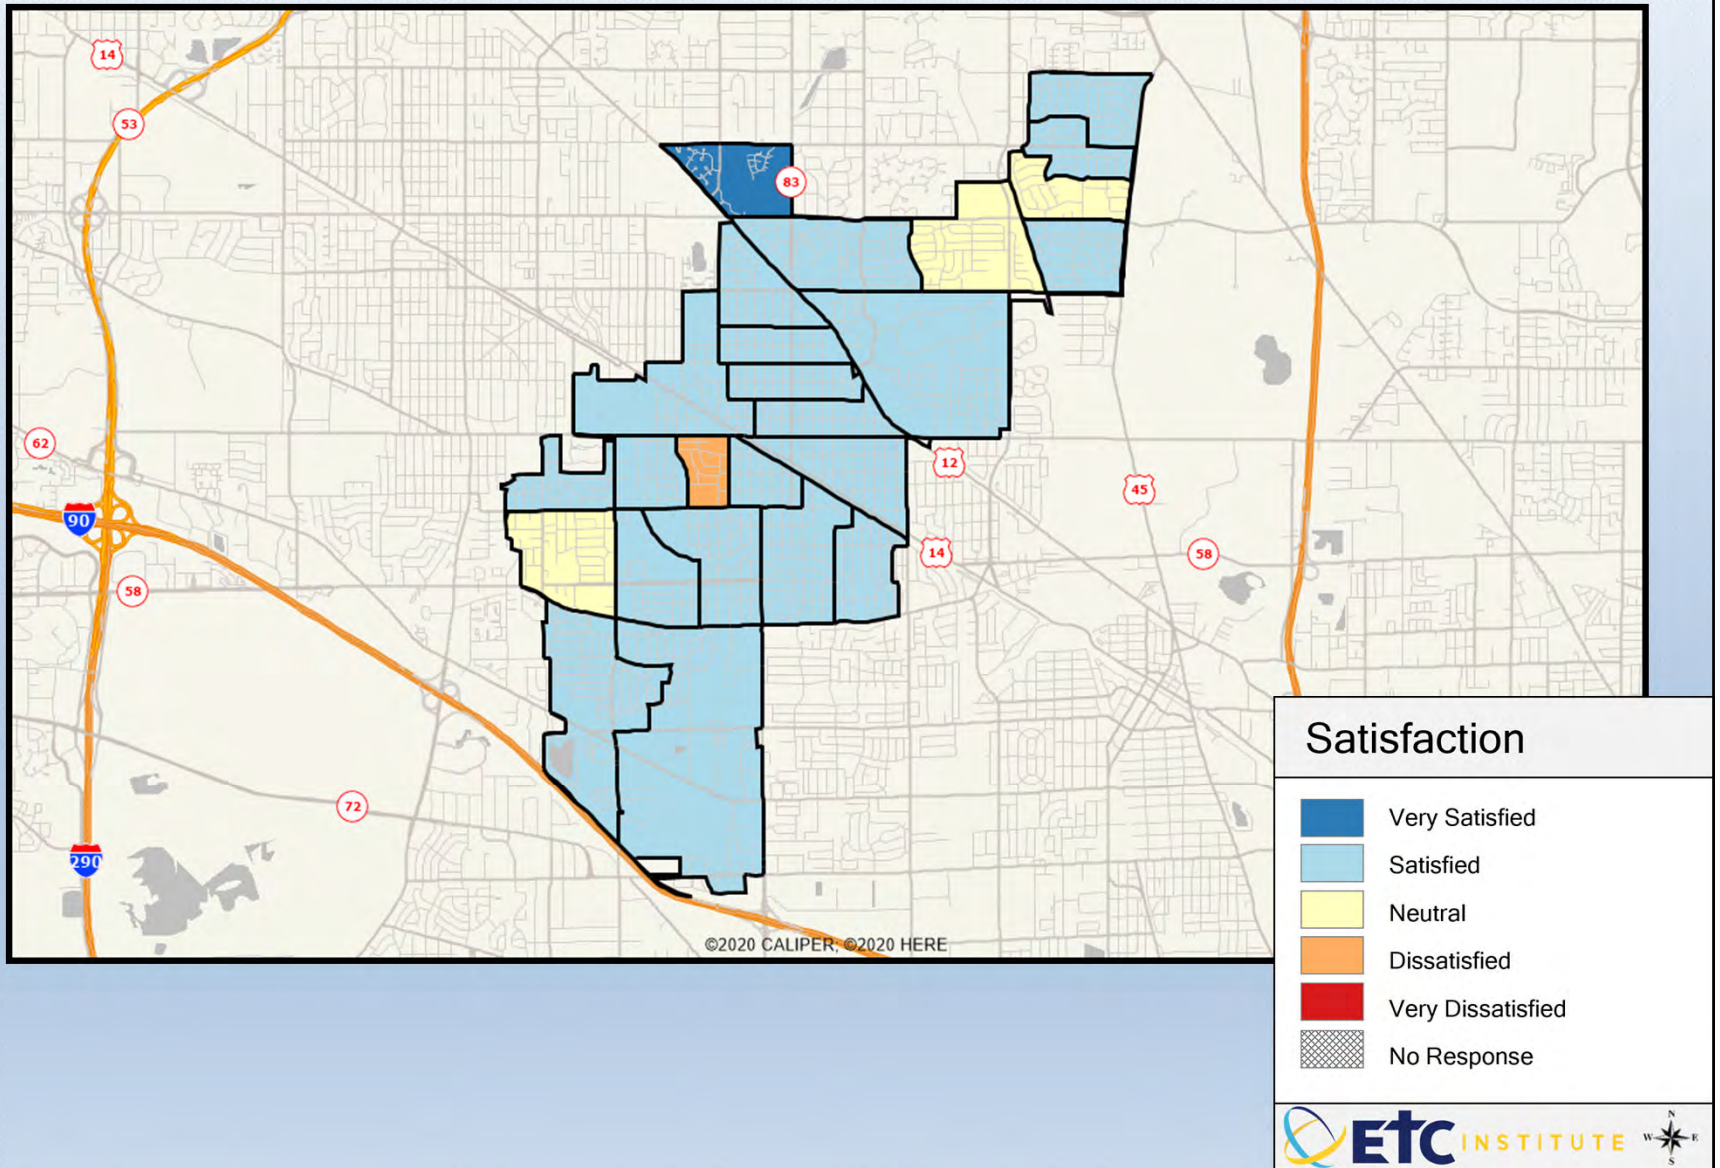 14
53
83
62
12
45
90
14
58
58
72
290
©2020 CALIPER; ©2020 HERE
Satisfaction
Very Satisfied
Satisfied
Neutral
Dissatisfied
Very Dissatisfied
No Response
ETC INSTITUTE
N
W E
S